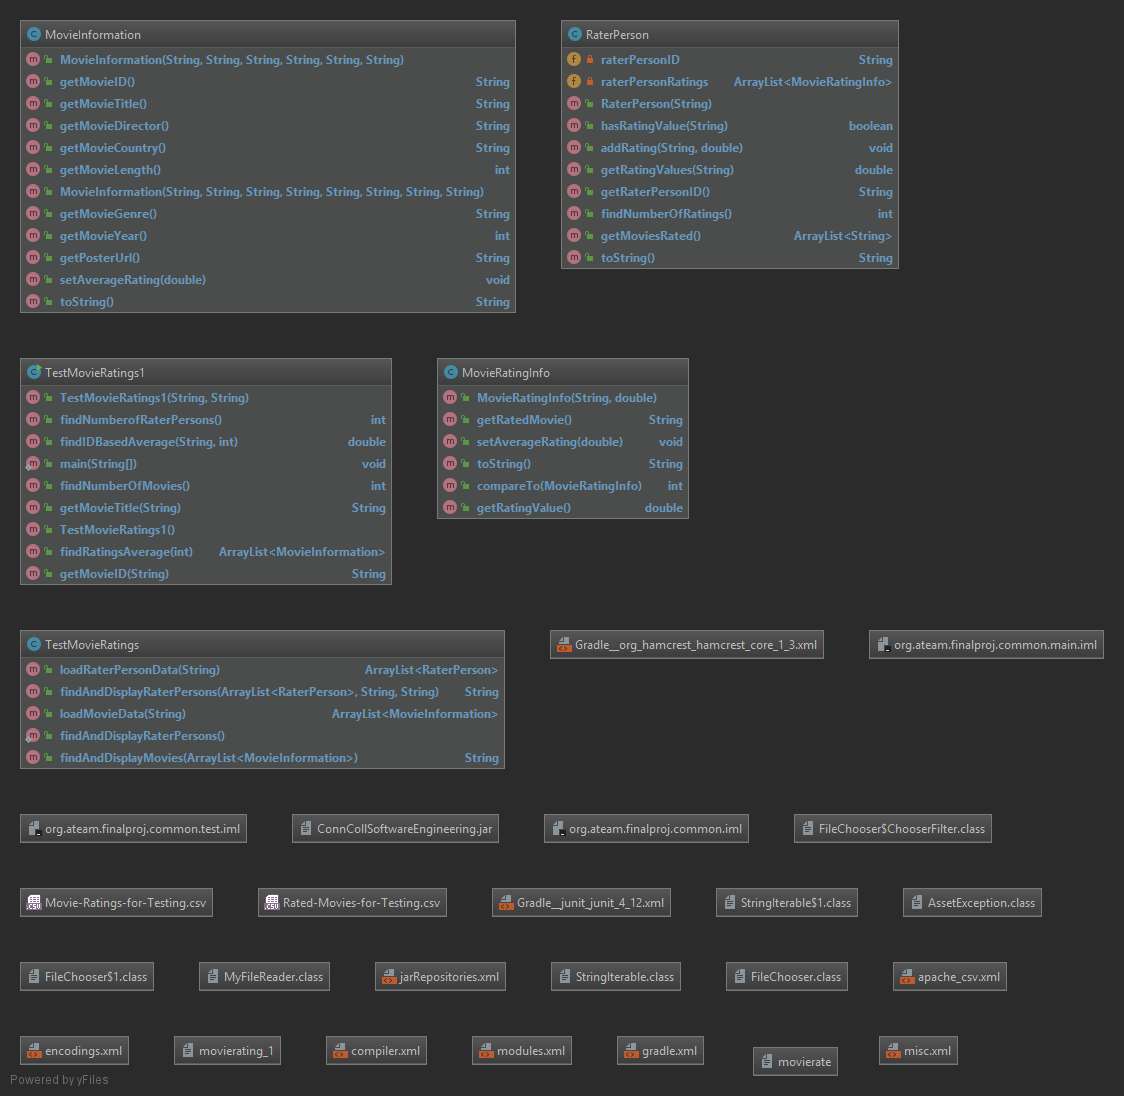 MovieInformation
MovieInformation(String, String, String, String, String, String)
getMovieID() String
getMovieTitle() String
getMovieDirector() String
getMovieCountry() String
getMovieLength() int
MovieInformation(String, String, String, String, String, String, String)
getMovieGenre() String
getMovieYear() int
getPosterUrl() String
setAverageRating(double) void
toString() String
RaterPerson
raterPersonID String
raterPersonRatings ArrayList<MovieRatingInfo>
RaterPerson(String)
hasRatingValue(String) boolean
addRating(String, double) void
getRatingValues(String) double
getRaterPersonID() String
findNumberOfRatings() int
getMoviesRated() ArrayList<String>
toString() String
TestMovieRatings1
TestMovieRatings1(String, String)
findNumberofRaterPersons() int
findIDBasedAverage(String, int) double
main(String[]) void
findNumberOfMovies() int
getMovieTitle(String) String
TestMovieRatings1()
findRatingsAverage(int) ArrayList<MovieInformation>
getMovieID(String) String
MovieRatingInfo
MovieRatingInfo(String, double)
getRatedMovie() String
setAverageRating(double) void
toString() String
compareTo(MovieRatingInfo) int
getRatingValue() double
TestMovieRatings
loadRaterPersonData(String) ArrayList<RaterPerson>
findAndDisplayRaterPersons(ArrayList<RaterPerson>, String, String) String
loadMovieData(String) ArrayList<MovieInformation>
findAndDisplayRaterPersons()
findAndDisplayMovies(ArrayList<MovieInformation>) String
Gradle__org_hamcrest_hamcrest_core_1_3.xml
org.ateam.finalproj.common.main.iml
org.ateam.finalproj.common.test.iml
ConnCollSoftwareEngineering.jar
org.ateam.finalproj.common.iml
FileChooser$ChooserFilter.class
Movie-Ratings-for-Testing.csv
Rated-Movies-for-Testing.csv
Gradle__junit_junit_4_12.xml
StringIterable$1.class
AssetException.class
FileChooser$1.class
MyFileReader.class
jarRepositories.xml
StringIterable.class
FileChooser.class
apache_csv.xml
encodings.xml
movierating_1
compiler.xml
modules.xml
gradle.xml
movierate
misc.xml
Powered by yFiles